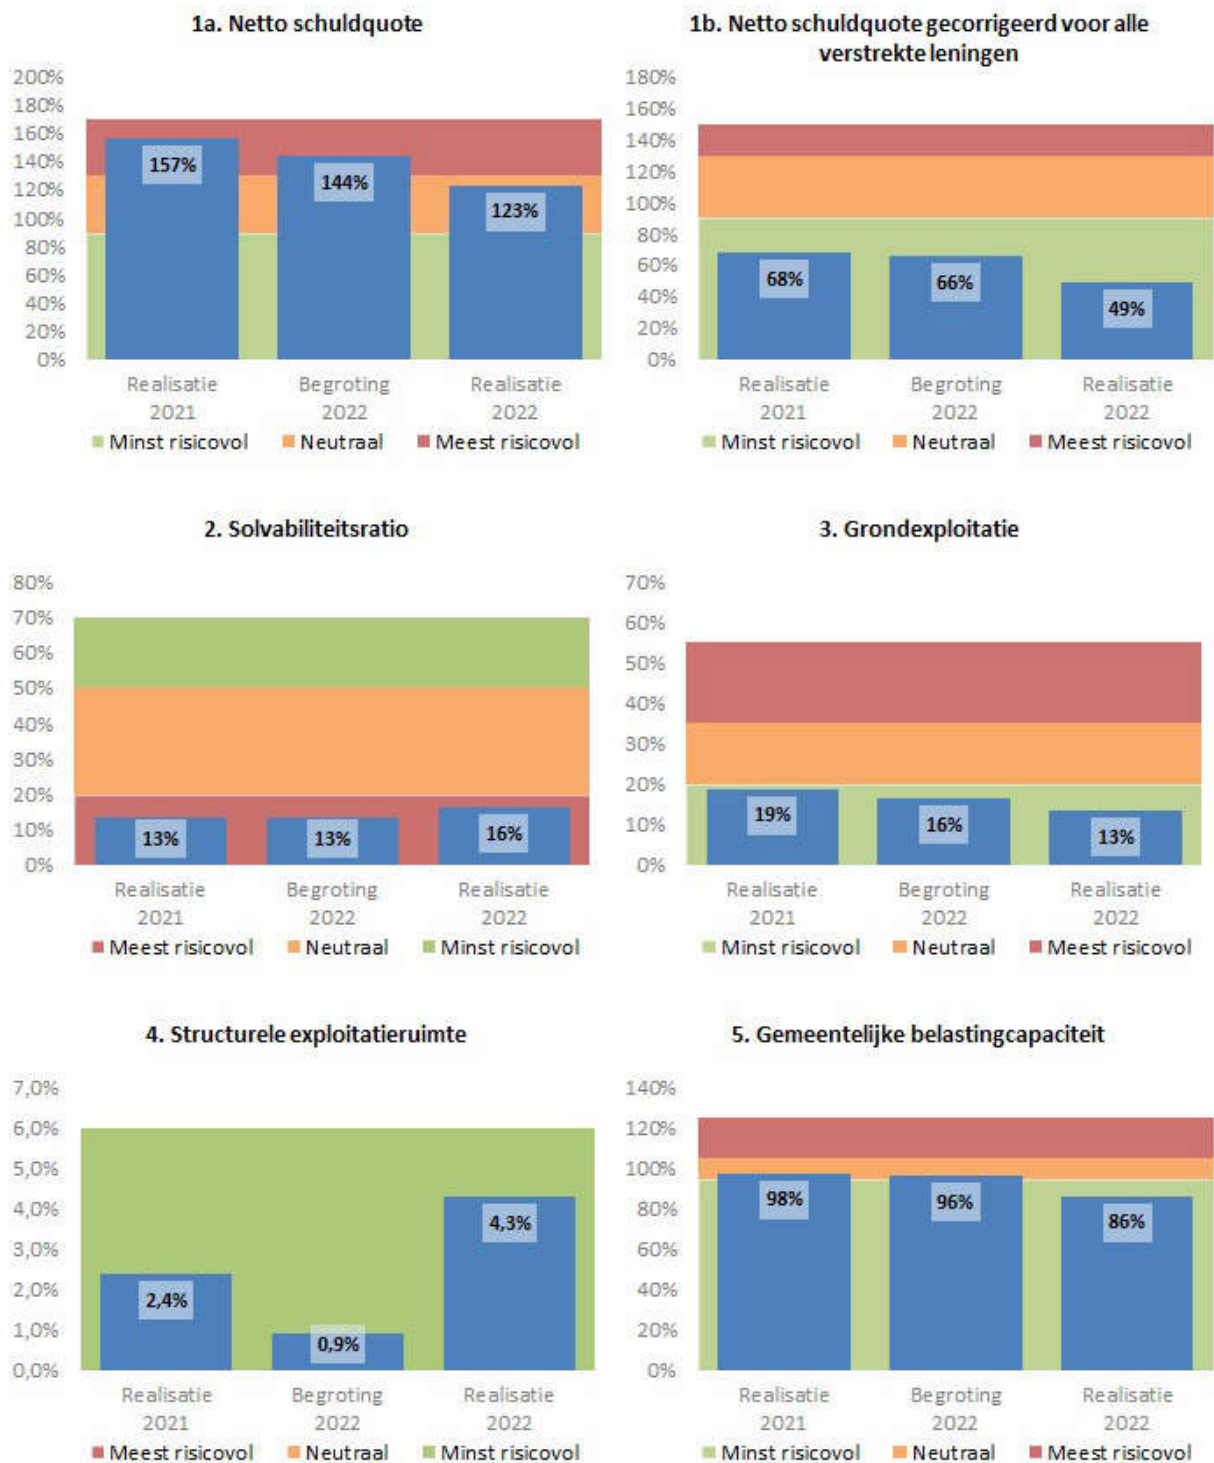 1a. Netto schuldquote
200%
180%
160%
140%
120%
100%
80%
60%
40%
20%
0%
157%
144%
123%
Realisatie
2021
Begroting
2022
Realisatie
2022
Minst risicovol
Neutraal
Meest risicovol
1b. Netto schuldquote gecorrigeerd voor alle
verstrekte leningen
180%
160%
140%
120%
100%
80%
60%
40%
20%
0%
68%
66%
49%
Realisatie
2021
Begroting
2022
Realisatie
2022
Minst risicovol
Neutraal
Meest risicovol
2. Solvabiliteitsratio
80%
70%
60%
50%
40%
30%
20%
10%
0%
13%
13%
16%
Realisatie
2021
Begroting
2022
Realisatie
2022
Meest risicovol
Neutraal
Minst risicovol
3. Grondexploitatie
70%
60%
50%
40%
30%
20%
10%
0%
19%
16%
13%
Realisatie
2021
Begroting
2022
Realisatie
2022
Minst risicovol
Neutraal
Meest risicovol
4. Structurele exploitatieruimte
7,0%
6,0%
5,0%
4,0%
3,0%
2,0%
1,0%
0,0%
2,4%
0,9%
4,3%
Realisatie
2021
Begroting
2022
Realisatie
2022
Meest risicovol
Neutraal
Minst risicovol
5. Gemeentelijke belastingcapaciteit
140%
120%
100%
80%
60%
40%
20%
0%
98%
96%
86%
Realisatie
2021
Begroting
2022
Realisatie
2022
Minst risicovol
Neutraal
Meest risicovol